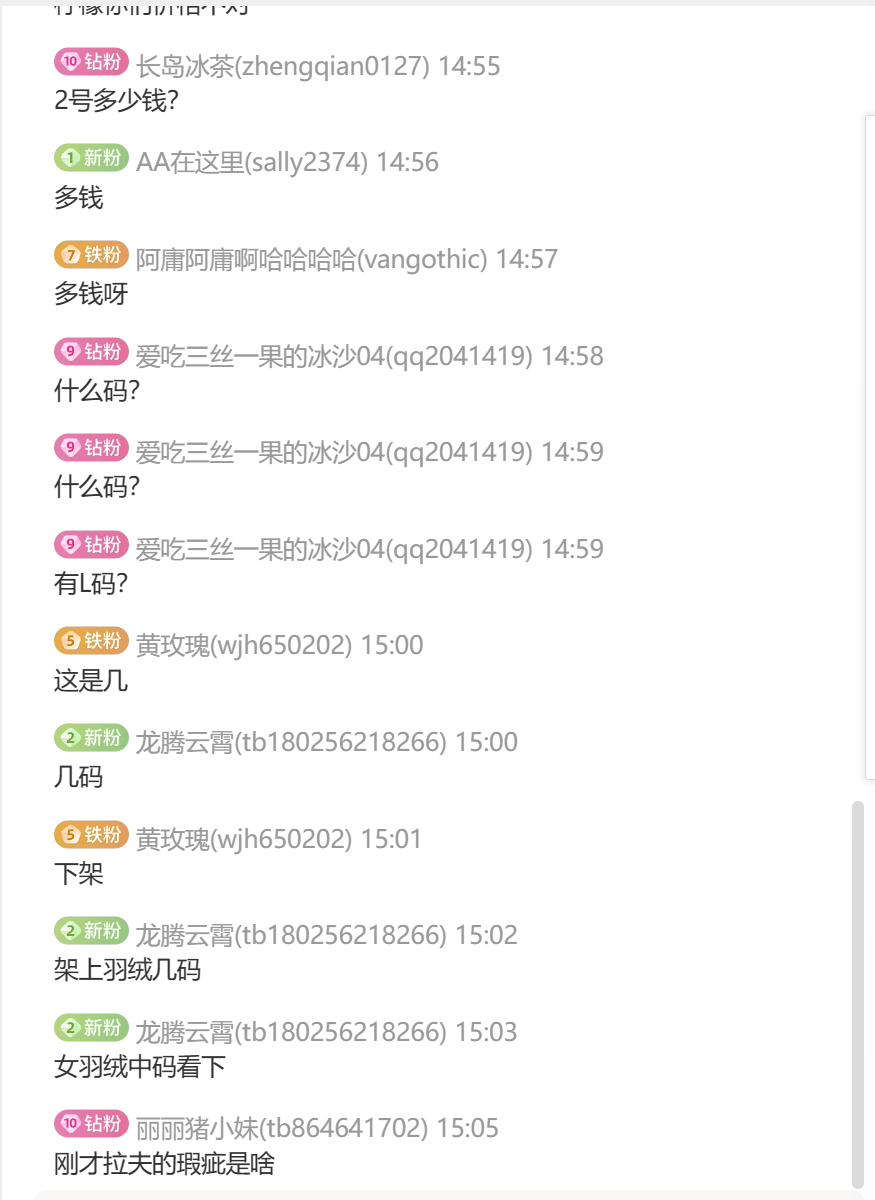 10 钻粉 长岛冰茶(zhengqian0127) 14:55
2号多少钱?
1 新粉 AA在这里(sally2374) 14:56
多钱
7 铁粉 阿庸阿庸啊哈哈哈哈(vangothic) 14:57
多钱呀
9 钻粉 爱吃三丝一果的冰沙04(qq2041419) 14:58
什么码?
9 钻粉 爱吃三丝一果的冰沙04(qq2041419) 14:59
什么码?
9 钻粉 爱吃三丝一果的冰沙04(qq2041419) 14:59
有L码?
5 铁粉 黄玫瑰(wjh650202) 15:00
这是几
2 新粉 龙腾云霄(tb180256218266) 15:00
几码
5 铁粉 黄玫瑰(wjh650202) 15:01
下架
2 新粉 龙腾云霄(tb180256218266) 15:02
架上羽绒几码
2 新粉 龙腾云霄(tb180256218266) 15:03
女羽绒中码看下
10 钻粉 丽丽猪小妹(tb864641702) 15:05
刚才拉夫的瑕疵是啥